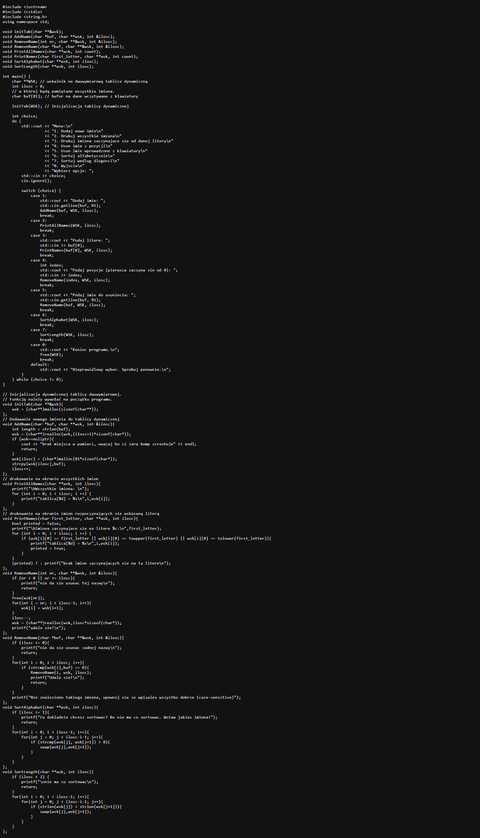 #include <iostream>
#include <cstdio>
#include <string.h>
using namespace std;

void InitTab(char **&wsk);
void AddName(char *buf, char **&wsk, int &ilosc);
void RemoveName(int nr, char **&wsk, int &ilosc);
void RemoveName(char *buf, char **&wsk, int &ilosc);
void PrintAllNames(char **wsk, int count);
void PrintNames(char first_letter, char **wsk, int count);
void SortAlphabet(char **wsk, int ilosc);
void SortLength(char **wsk, int ilosc);

int main() {
    char **WSK; // wskaźnik na dwuwymiarową tablicę dynamiczną
    int ilosc = 0;
    // w której będą pamiętane wszystkie imiona.
    char buf[81]; // bufor na dane wczytywane z klawiatury

    InitTab(WSK); // Inicjalizacja tablicy dynamicznej

    int choice;
    do {
        std::cout << "Menu:\n"
                << "1. Dodaj nowe imie\n"
                << "2. Drukuj wszystkie imiona\n"
                << "3. Drukuj imiona zaczynajace sie od danej litery\n"
                << "4. Usun imie z pozycji\n"
                << "5. Usun imie wprowadzone z klawiatury\n"
                << "6. Sortuj alfabetycznie\n"
                << "7. Sortuj wedlug dlugosci\n"
                << "0. Wyjscie\n"
                << "Wybierz opcje: ";
        std::cin >> choice;
        cin.ignore();

        switch (choice) {
            case 1:
                std::cout << "Dodaj imie: ";
                std::cin.getline(buf, 81);
                AddName(buf, WSK, ilosc);
                break;
            case 2:
                PrintAllNames(WSK, ilosc);
                break;
            case 3:
                std::cout << "Podaj litere: ";
                std::cin >> buf[0];
                PrintNames(buf[0], WSK, ilosc);
                break;
            case 4:
                int index;
                std::cout << "Podaj pozycje (pierwsza zaczyna sie od 0): ";
                std::cin >> index;
                RemoveName(index, WSK, ilosc);
                break;
            case 5:
                std::cout << "Podaj imie do usuniecia: ";
                std::cin.getline(buf, 81);
                RemoveName(buf, WSK, ilosc);
                break;
            case 6:
                SortAlphabet(WSK, ilosc);
                break;
            case 7:
                SortLength(WSK, ilosc);
                break;
            case 0:
                std::cout << "Koniec programu.\n";
                free(WSK);
                break;
            default:
                std::cout << "Nieprawidlowy wybor. Sprobuj ponownie.\n";
        }
    } while (choice != 0);
}

// Inicjalizacja dynamicznej tablicy dwuwymiarowej.
// Funkcję należy wywołać na początku programu.
void InitTab(char **&wsk){
    wsk = (char**)malloc(sizeof(char**));
};
// Dodawanie nowego imienia do tablicy dynamicznej
void AddName(char *buf, char **&wsk, int &ilosc){
    int length = strlen(buf);
    wsk = (char**)realloc(wsk,(ilosc+1)*sizeof(char*));
    if (wsk==nullptr){
        cout << "brak miejsca w pamieci, uwazaj bo ci zara komp zcrashuje" << endl;
        return;
    }
    wsk[ilosc] = (char*)malloc(81*sizeof(char*));
    strcpy(wsk[ilosc],buf);
    ilosc++;
};
// drukowanie na ekranie wszystkich imion
void PrintAllNames(char **wsk, int ilosc){
    printf("\nWszystkie imiona: \n");
    for (int i = 0; i < ilosc; i ++) {
        printf("tablica[%d] = %s\n",i,wsk[i]);
    }
};
// drukowanie na ekran imion rozpoczynających się wskazaną literą
void PrintNames(char first_letter, char **wsk, int ilosc){
    bool printed = false;
    printf("\nImiona zaczynajace sie na litere %c:\n",first_letter);
    for (int i = 0; i < ilosc; i ++) {
        if (wsk[i][0] == first_letter || wsk[i][0] == toupper(first_letter) || wsk[i][0] == tolower(first_letter)){
            printf("tablica[%d] = %s\n",i,wsk[i]);
            printed = true;
        }
    }
    (printed) ? : printf("brak imion zaczynajacych sie na ta litere\n");
};
void RemoveName(int nr, char **&wsk, int &ilosc){
    if (nr < 0 || nr >= ilosc){
        printf("nie da sie usunac tej nazwy\n");
        return;
    }
    free(wsk[nr]);
    for(int i = nr; i < ilosc-1; i++){
        wsk[i] = wsk[i+1];
    }
    ilosc--;
    wsk = (char**)realloc(wsk,ilosc*sizeof(char*));
    printf("udalo sie!\n");
};
void RemoveName(char *buf, char **&wsk, int &ilosc){
    if (ilosc <= 0){
        printf("nie da sie usunac zadnej nazwy\n");
        return;
    }
    for(int i = 0; i < ilosc; i++){
        if (strcmp(wsk[i],buf) == 0){
            RemoveName(i, wsk, ilosc);
            printf("Udalo sie!\n");
            return;
        }
    }
    printf("Nie znaleziono takiego imiena, upewnij sie ze wpisales wszystko dobrze (case-sensitive)");
};
void SortAlphabet(char **wsk, int ilosc){
    if (ilosc <= 1){
        printf("Co dokladnie chcesz sortowac? Bo nie ma co sortowac. Wstaw jakies imiona!");
        return;
    }
    for(int i = 0; i < ilosc-1; i++){
        for(int j = 0; j < ilosc-i-1; j++){
            if (strcmp(wsk[j], wsk[j+1]) > 0){
                swap(wsk[j],wsk[j+1]);
            }
        }
    }
};
void SortLength(char **wsk, int ilosc){
    if (ilosc < 2) {
        printf("\nnie ma co sortowac\n");
        return;
    }
    for(int i = 0; i < ilosc-1; i++){
        for(int j = 0; j < ilosc-i-1; j++){
            if (strlen(wsk[j]) > strlen(wsk[j+1])){
                swap(wsk[j],wsk[j+1]);
            }
        }
    }
};